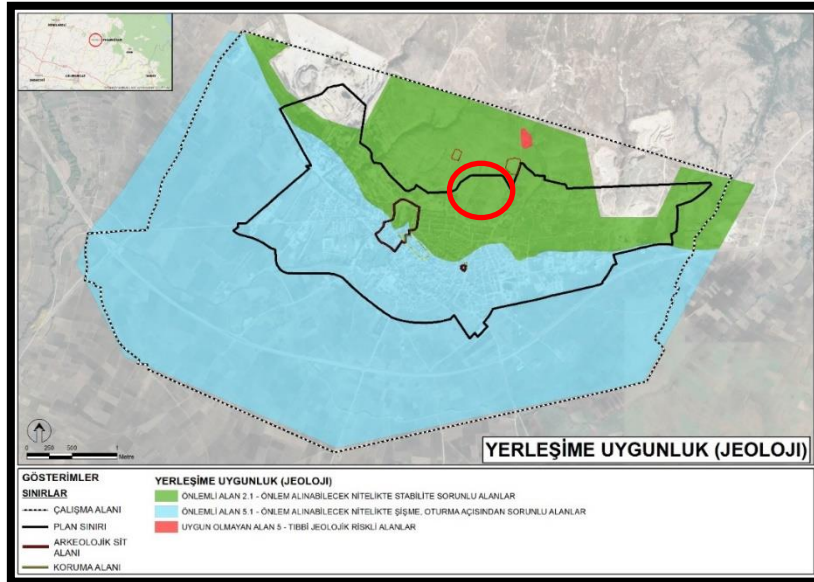 YERLEŞİME UYGUNLUK (JEOLOJI)
0 250 500 1
Metre
GÖSTERİMLER
SINIRLAR
ÇALIŞMA ALANI
PLAN SINIRI
ARKEOLOJİK SİT
ALANI
KORUMA ALANI
YERLEŞİME UYGUNLUK (JEOLOJI)
ÖNLEMLİ ALAN 2.1 - ÖNLEM ALINABİLECEK NİTELİKTE STABİLİTE SORUNLU ALANLAR
ÖNLEMLİ ALAN 5.1 - ÖNLEM ALINABİLECEK NİTELİKTE ŞİŞME, OTURMA AÇISINDAN SORUNLU ALANLAR
UYGUN OLMAYAN ALAN 5 - TIBBİ JEOLOJİK RİSKLİ ALANLAR